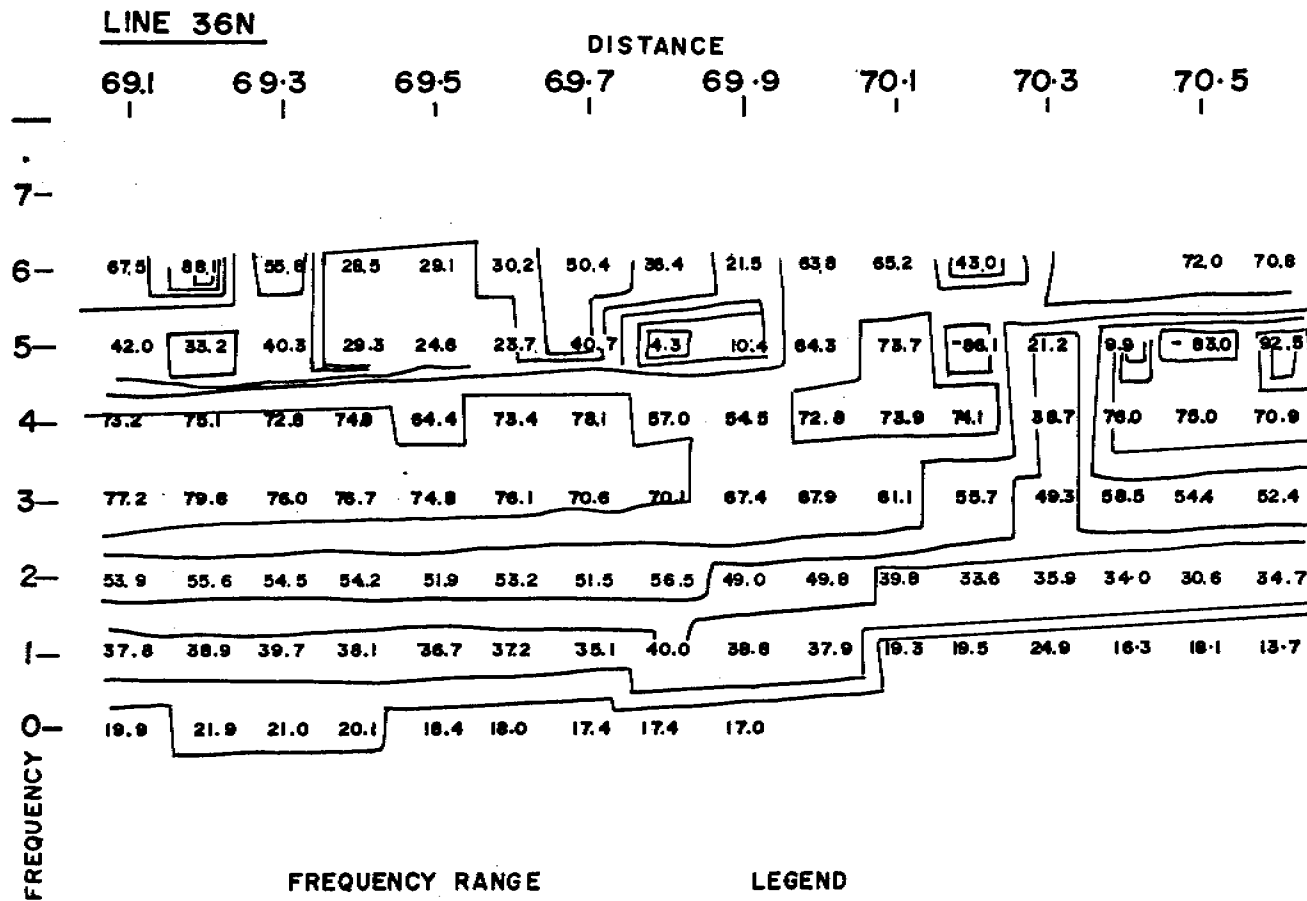 LINE 36N
DISTANCE
69.1 69.3 69.5 69.7 69.9 70.1 70.3 70.5
7
6 67.5 88.1 55.8 28.5 29.1 30.2 50.4 36.4 21.5 63.8 65.2 43.0 72.0 70.8
5 42.0 33.2 40.3 29.3 24.6 23.7 40.7 4.3 10.4 64.3 73.7 -86.1 21.2 9.9 -83.0 92.5
4 73.2 75.1 72.8 74.8 64.4 73.4 78.1 57.0 54.5 72.8 73.9 74.1 38.7 76.0 75.0 70.9
3 77.2 79.6 76.0 76.7 74.8 76.1 70.6 70.1 67.4 67.9 61.1 55.7 49.3 58.5 54.4 52.4
2 53.9 55.6 54.5 54.2 51.9 53.2 51.5 56.5 49.0 49.8 39.8 33.6 35.9 34.0 30.6 34.7
1 37.8 38.9 39.7 38.1 36.7 37.2 35.1 40.0 38.8 37.9 19.3 19.5 24.9 16.3 18.1 13.7
0 19.9 21.9 21.0 20.1 18.4 18.0 17.4 17.4 17.0
FREQUENCY
FREQUENCY RANGE LEGEND